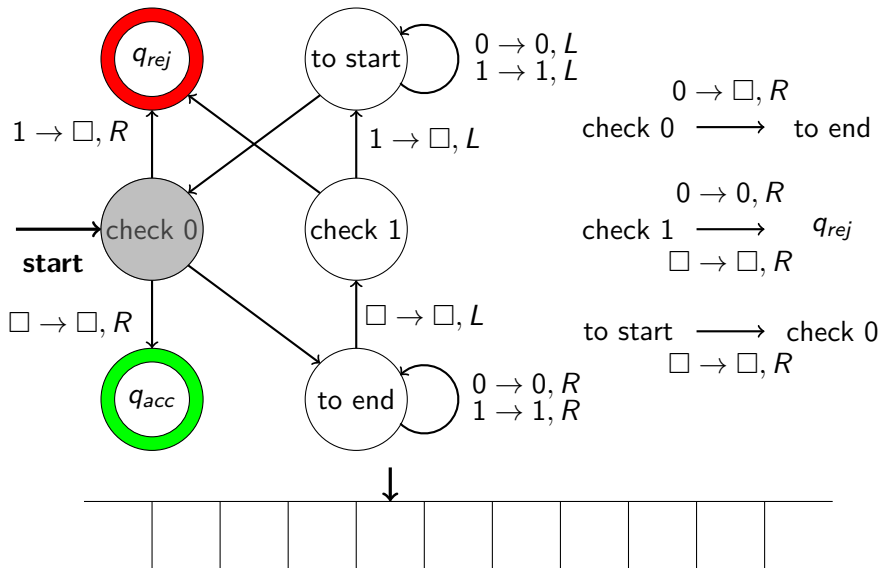 q_rej
to start
0 → 0, L
1 → 1, L
1 → □, R
1 → □, L
0 → □, R
check 0 to end
start
check 0
check 1
0 → 0, R
check 1 q_rej
□ → □, R
□ → □, R
□ → □, L
to start check 0
□ → □, R
q_acc
to end
0 → 0, R
1 → 1, R